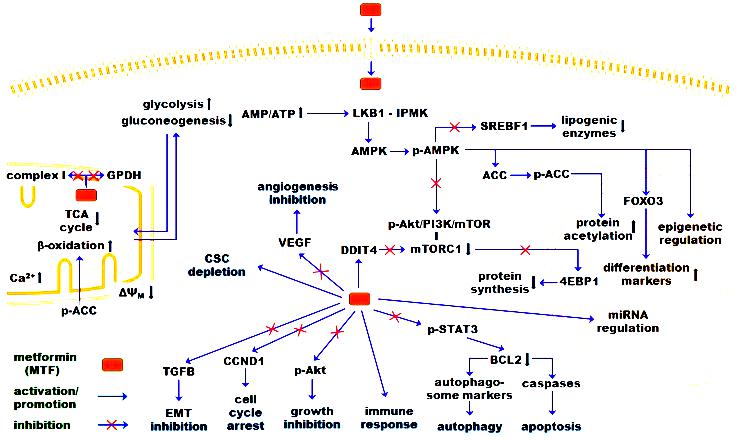 glycolysis↑
gluconeogenesis↓
AMP/ATP↑
LKB1 - IPMK
AMPK
p-AMPK
SREBF1
lipogenic
enzymes↓
ACC
p-ACC
FOXO3
protein
acetylation↑
epigenetic
regulation
differentiation
markers↑
complex I
GPDH
TCA
cycle↓
β-oxidation↑
Ca²⁺↑
ΔΨM↓
p-ACC
angiogenesis
inhibition
VEGF
CSC
depletion
p-Akt/PI3K/mTOR
DDIT4
mTORC1↓
protein
synthesis↓
4EBP1
miRNA
regulation
p-STAT3
BCL2↓
autophago-
some markers
caspases
autophagy
apoptosis
TGFB
EMT
inhibition
CCND1
cell
cycle
arrest
p-Akt
growth
inhibition
immune
response
metformin
(MTF)
activation/
promotion
inhibition